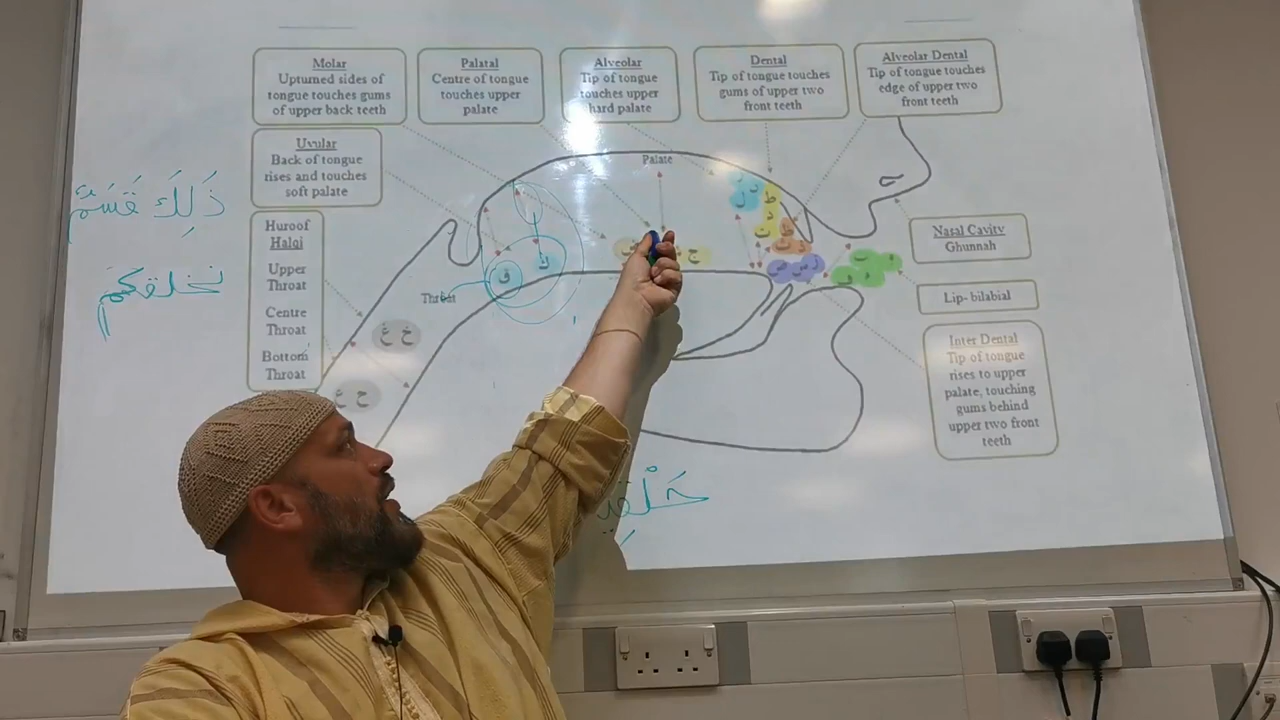 Molar
Upturned sides of
tongue touches gums
of upper back teeth
Palatal
Centre of tongue
touches upper
palate
Alveolar
Tip of tongue
touches upper
hard palate
Dental
Tip of tongue touches
gums of upper two
front teeth
Alveolar Dental
Tip of tongue touches
edge of upper two
front teeth
Uvular
Back of tongue
rises and touches
soft palate
Palate
ذَلِكَ قَسَمٌ
نخلقكم
Huroof
Halqi
Upper
Throat
Centre
Throat
Bottom
Throat
Throat
ق
ك
ج
ل
ط
د
ت
خ غ
ح ع
Nasal Cavity
Ghunnah
Lip- bilabial
Inter Dental
Tip of tongue
rises to upper
palate, touching
gums behind
upper two front
teeth